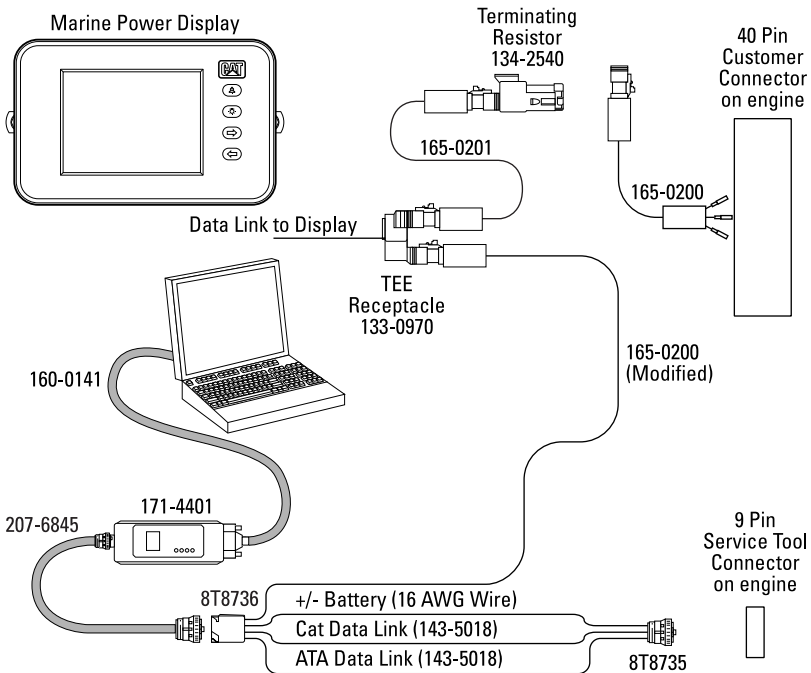 Marine Power Display
CAT
Terminating
Resistor
134-2540
40 Pin
Customer
Connector
on engine
165-0201
165-0200
Data Link to Display
TEE
Receptacle
133-0970
165-0200
(Modified)
160-0141
171-4401
207-6845
9 Pin
Service Tool
Connector
on engine
8T8736
+/- Battery (16 AWG Wire)
Cat Data Link (143-5018)
ATA Data Link (143-5018)
8T8735